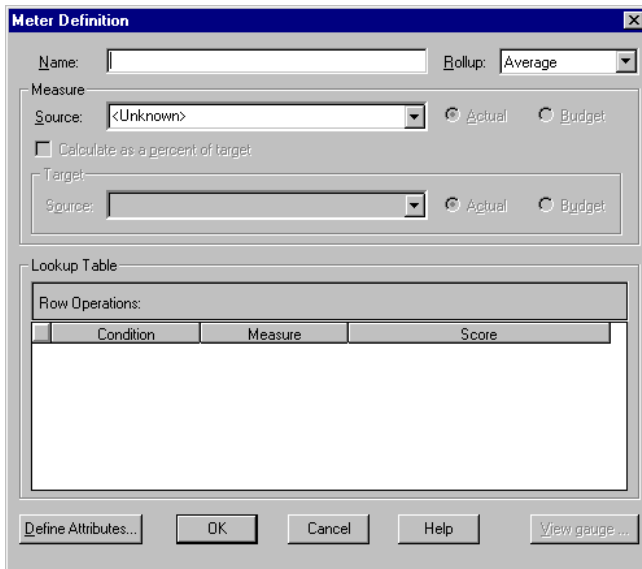 Meter Definition
Name:
Rollup: Average
Measure
Source: <Unknown> Actual Budget
Calculate as a percent of target
Target
Source: Actual Budget
Lookup Table
Row Operations:
Condition Measure Score
Define Attributes... OK Cancel Help View gauge ...